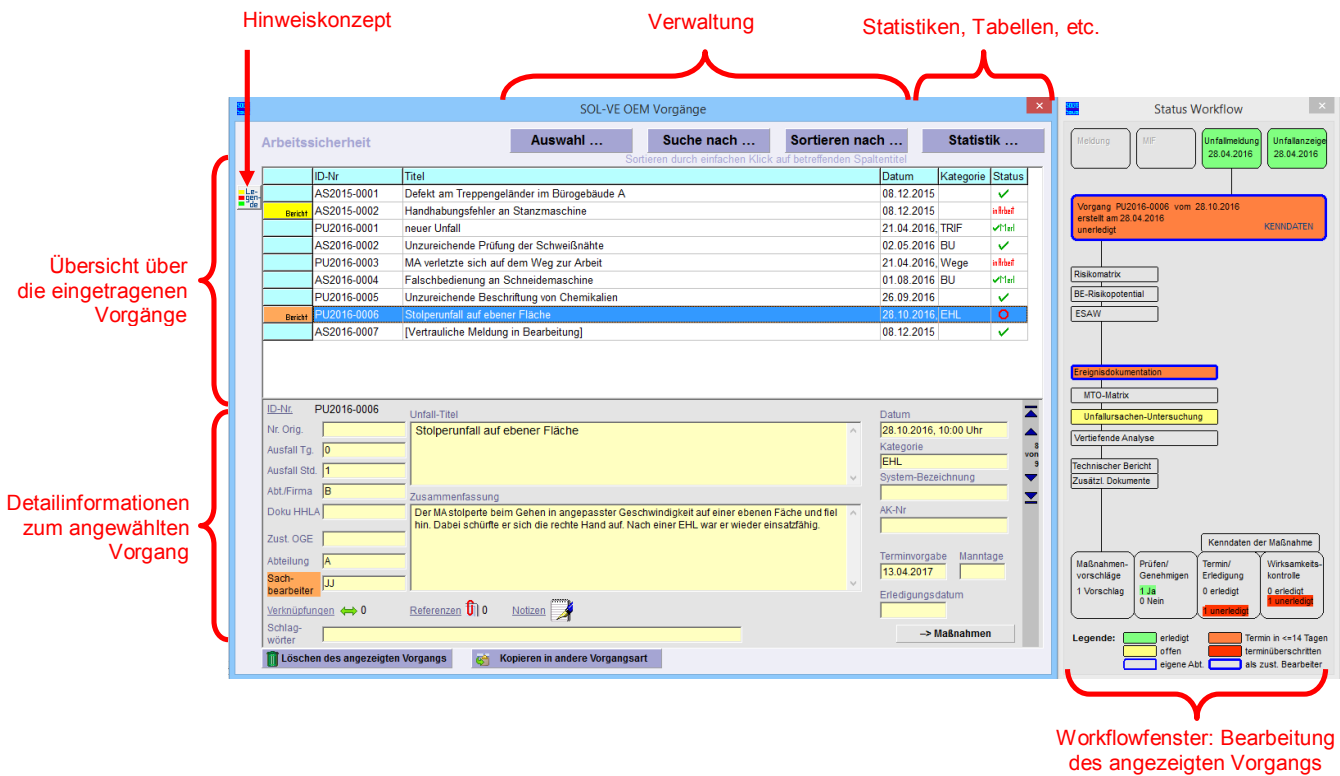 Hinweiskonzept
Verwaltung
Statistiken, Tabellen, etc.
SOL-VE OEM Vorgänge
Arbeitssicherheit
Auswahl ...
Suche nach ...
Sortieren nach ...
Statistik ...
Sortieren durch einfachen Klick auf betreffenden Spaltentitel
Le-
gen-
de
ID-Nr Titel Datum Kategorie Status
AS2015-0001 Defekt am Treppengeländer im Bürogebäude A 08.12.2015
Bericht AS2015-0002 Handhabungsfehler an Stanzmaschine 08.12.2015 in Arbeit
PU2016-0001 neuer Unfall 21.04.2016, TRIF
AS2016-0002 Unzureichende Prüfung der Schweißnähte 02.05.2016 BU
PU2016-0003 MA verletzte sich auf dem Weg zur Arbeit 21.04.2016, Wege in Arbeit
AS2016-0004 Falschbedienung an Schneidemaschine 01.08.2016 BU
PU2016-0005 Unzureichende Beschriftung von Chemikalien 26.09.2016
Bericht PU2016-0006 Stolperunfall auf ebener Fläche 28.10.2016, EHL
AS2016-0007 [Vertrauliche Meldung in Bearbeitung] 08.12.2015
Übersicht über
die eingetragenen
Vorgänge
Detailinformationen
zum angewählten
Vorgang
ID-Nr. PU2016-0006
Nr. Orig.
Ausfall Tg. 0
Ausfall Std. 1
Abt./Firma B
Doku HHLA
Zust. OGE
Abteilung A
Sach-
bearbeiter JJ
Unfall-Titel
Stolperunfall auf ebener Fläche
Zusammenfassung
Der MA stolperte beim Gehen in angepasster Geschwindigkeit auf einer ebenen Fäche und fiel
hin. Dabei schürfte er sich die rechte Hand auf. Nach einer EHL war er wieder einsatzfähig.
Datum
28.10.2016, 10:00 Uhr
Kategorie
EHL
System-Bezeichnung
AK-Nr
Terminvorgabe Manntage
13.04.2017
Erledigungsdatum
8
von
9
Verknüpfungen 0 Referenzen 0 Notizen
Schlag-
wörter
--> Maßnahmen
Löschen des angezeigten Vorgangs
Kopieren in andere Vorgangsart
Status Workflow
Meldung
MIF
Unfallmeldung
28.04.2016
Unfallanzeige
28.04.2016
Vorgang PU2016-0006 vom 28.10.2016
erstellt am 28.04.2016
unerledigt KENNDATEN
Risikomatrix
BE-Risikopotential
ESAW
Ereignisdokumentation
MTO-Matrix
Unfallursachen-Untersuchung
Vertiefende Analyse
Technischer Bericht
Zusätzl. Dokumente
Kenndaten der Maßnahme
Maßnahmen-
vorschläge
1 Vorschlag
Prüfen/
Genehmigen
1 Ja
0 Nein
Termin/
Erledigung
0 erledigt
1 unerledigt
Wirksamkeits-
kontrolle
0 erledigt
1 unerledigt
Legende: erledigt Termin in <=14 Tagen
offen terminüberschritten
eigene Abt. als zust. Bearbeiter
Workflowfenster: Bearbeitung
des angezeigten Vorgangs